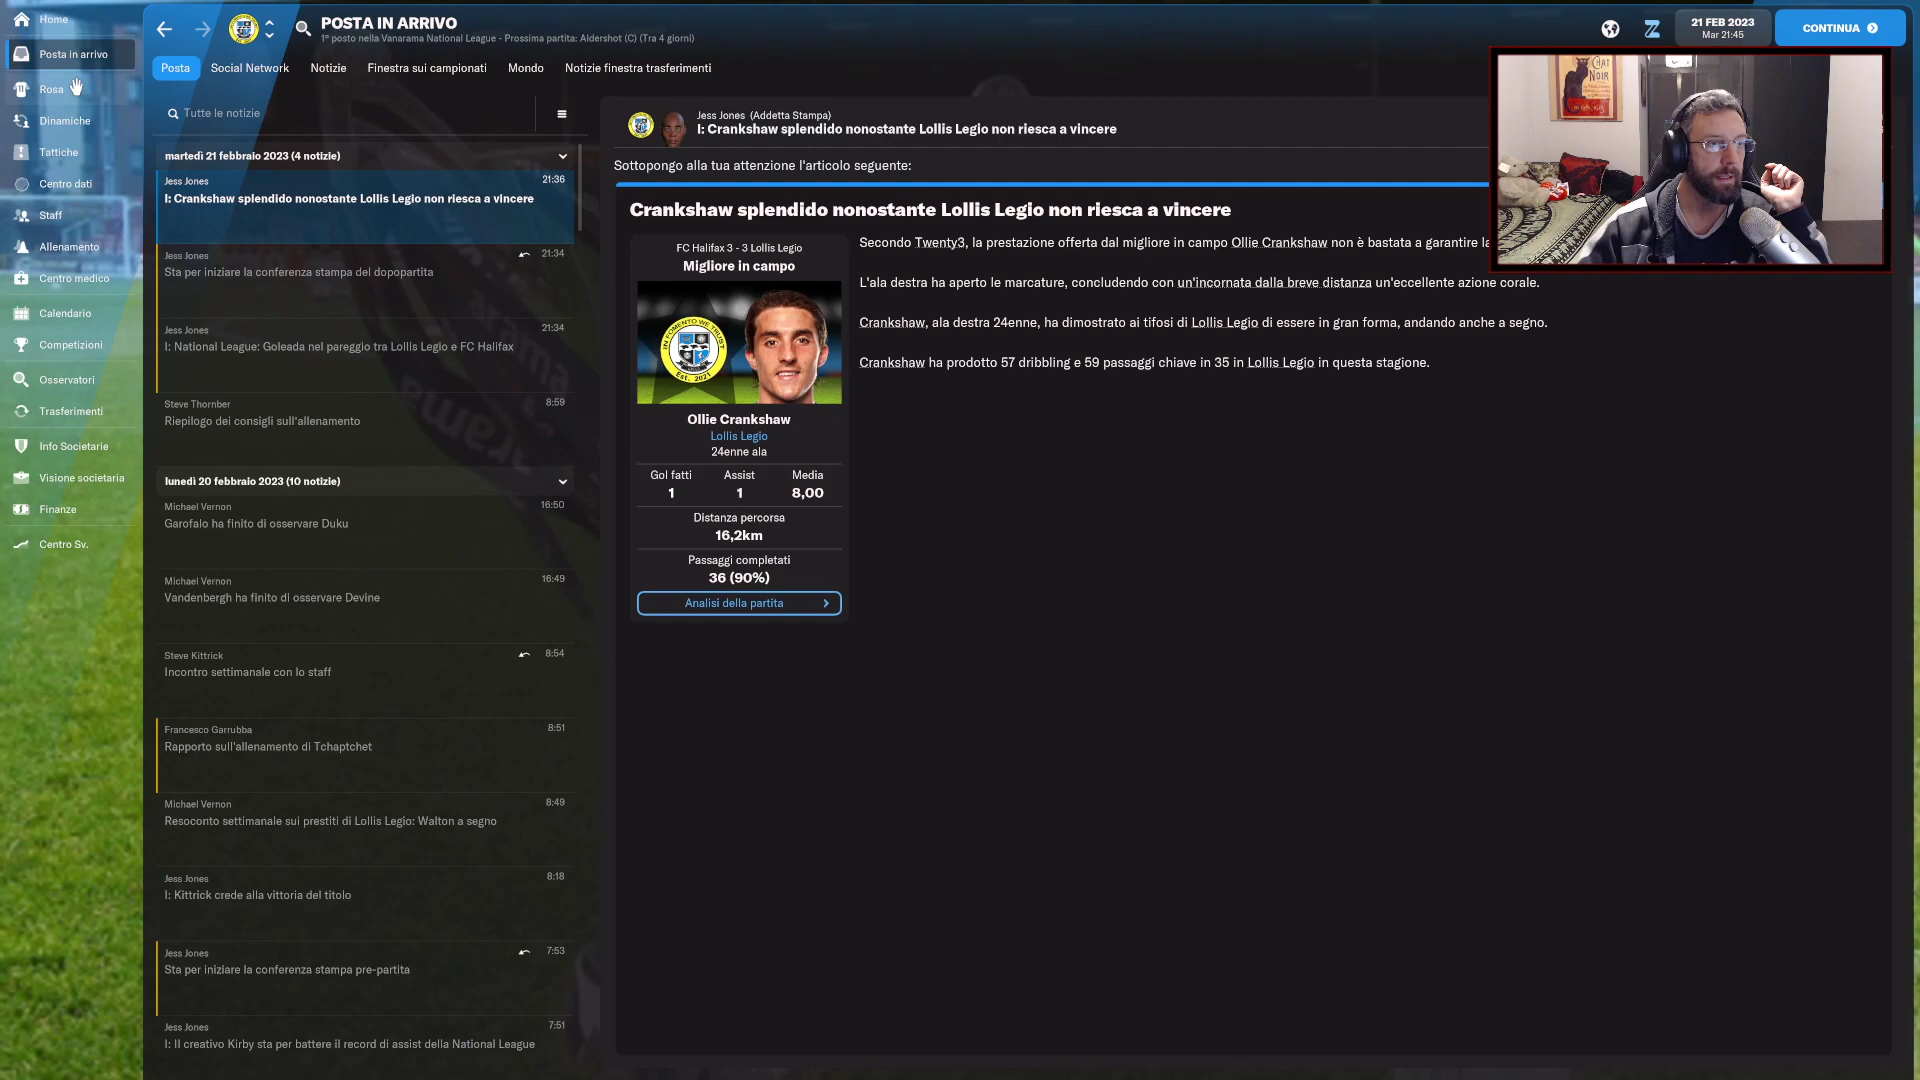 Home
Posta in arrivo
Rosa
Dinamiche
Tattiche
Centro dati
Staff
Allenamento
Centro medico
Calendario
Competizioni
Osservatori
Trasferimenti
Info Societarie
Visione societaria
Finanze
Centro Sv.
POSTA IN ARRIVO
1° posto nella Vanarama National League - Prossima partita: Aldershot (C) (Tra 4 giorni)
21 FEB 2023
Mar 21:45
CONTINUA
Posta
Social Network
Notizie
Finestra sui campionati
Mondo
Notizie finestra trasferimenti
Tutte le notizie
martedì 21 febbraio 2023 (4 notizie)
Jess Jones 21:36
I: Crankshaw splendido nonostante Lollis Legio non riesca a vincere
Jess Jones 21:34
Sta per iniziare la conferenza stampa del dopopartita
Jess Jones 21:34
I: National League: Goleada nel pareggio tra Lollis Legio e FC Halifax
Steve Thornber 8:59
Riepilogo dei consigli sull'allenamento
lunedì 20 febbraio 2023 (10 notizie)
Michael Vernon 16:50
Garofalo ha finito di osservare Duku
Michael Vernon 16:49
Vandenbergh ha finito di osservare Devine
Steve Kittrick 8:54
Incontro settimanale con lo staff
Francesco Garrubba 8:51
Rapporto sull'allenamento di Tchaptchet
Michael Vernon 8:49
Resoconto settimanale sui prestiti di Lollis Legio: Walton a segno
Jess Jones 8:18
I: Kittrick crede alla vittoria del titolo
Jess Jones 7:53
Sta per iniziare la conferenza stampa pre-partita
Jess Jones 7:51
I: Il creativo Kirby sta per battere il record di assist della National League
Jess Jones (Addetta Stampa)
I: Crankshaw splendido nonostante Lollis Legio non riesca a vincere
Sottopongo alla tua attenzione l'articolo seguente:
Crankshaw splendido nonostante Lollis Legio non riesca a vincere
FC Halifax 3 - 3 Lollis Legio
Migliore in campo
IN FOMENTO WE TRUST
Est. 2021
Ollie Crankshaw
Lollis Legio
24enne ala
Gol fatti Assist Media
1 1 8,00
Distanza percorsa
16,2km
Passaggi completati
36 (90%)
Analisi della partita
Secondo Twenty3, la prestazione offerta dal migliore in campo Ollie Crankshaw non è bastata a garantire la
L'ala destra ha aperto le marcature, concludendo con un'incornata dalla breve distanza un'eccellente azione corale.
Crankshaw, ala destra 24enne, ha dimostrato ai tifosi di Lollis Legio di essere in gran forma, andando anche a segno.
Crankshaw ha prodotto 57 dribbling e 59 passaggi chiave in 35 in Lollis Legio in questa stagione.
CHAT
NOIR